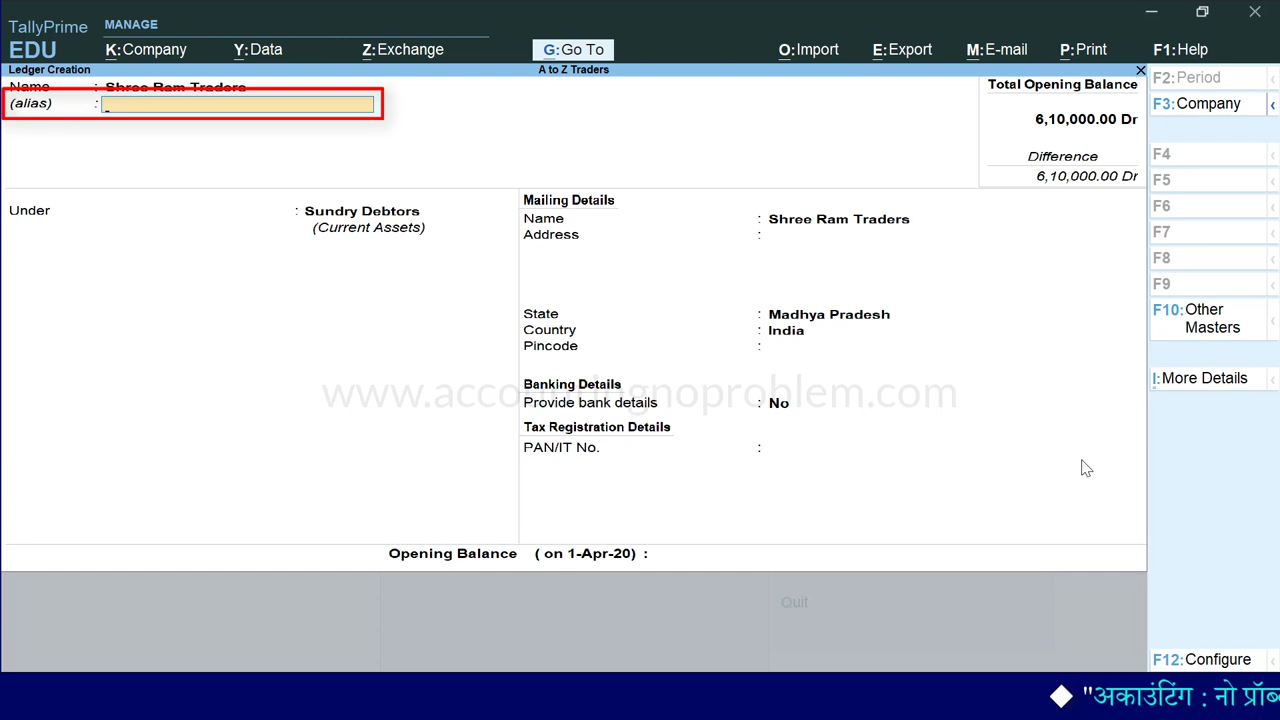 TallyPrime
EDU
MANAGE
K:Company Y:Data Z:Exchange G:Go To O:Import E:Export M:E-mail P:Print F1:Help
Ledger Creation A to Z Traders
Name : Shree Ram Traders
(alias) :
Total Opening Balance
6,10,000.00 Dr
Difference
6,10,000.00 Dr
Under : Sundry Debtors
(Current Assets)
Mailing Details
Name : Shree Ram Traders
Address :
State : Madhya Pradesh
Country : India
Pincode :
Banking Details
Provide bank details : No
Tax Registration Details
PAN/IT No. :
www.accountingnoproblem.com
Opening Balance ( on 1-Apr-20) :
Quit
F2:Period
F3:Company
F4
F5
F6
F7
F8
F9
F10:Other
Masters
I:More Details
F12:Configure
"अकाउंटिंग : नो